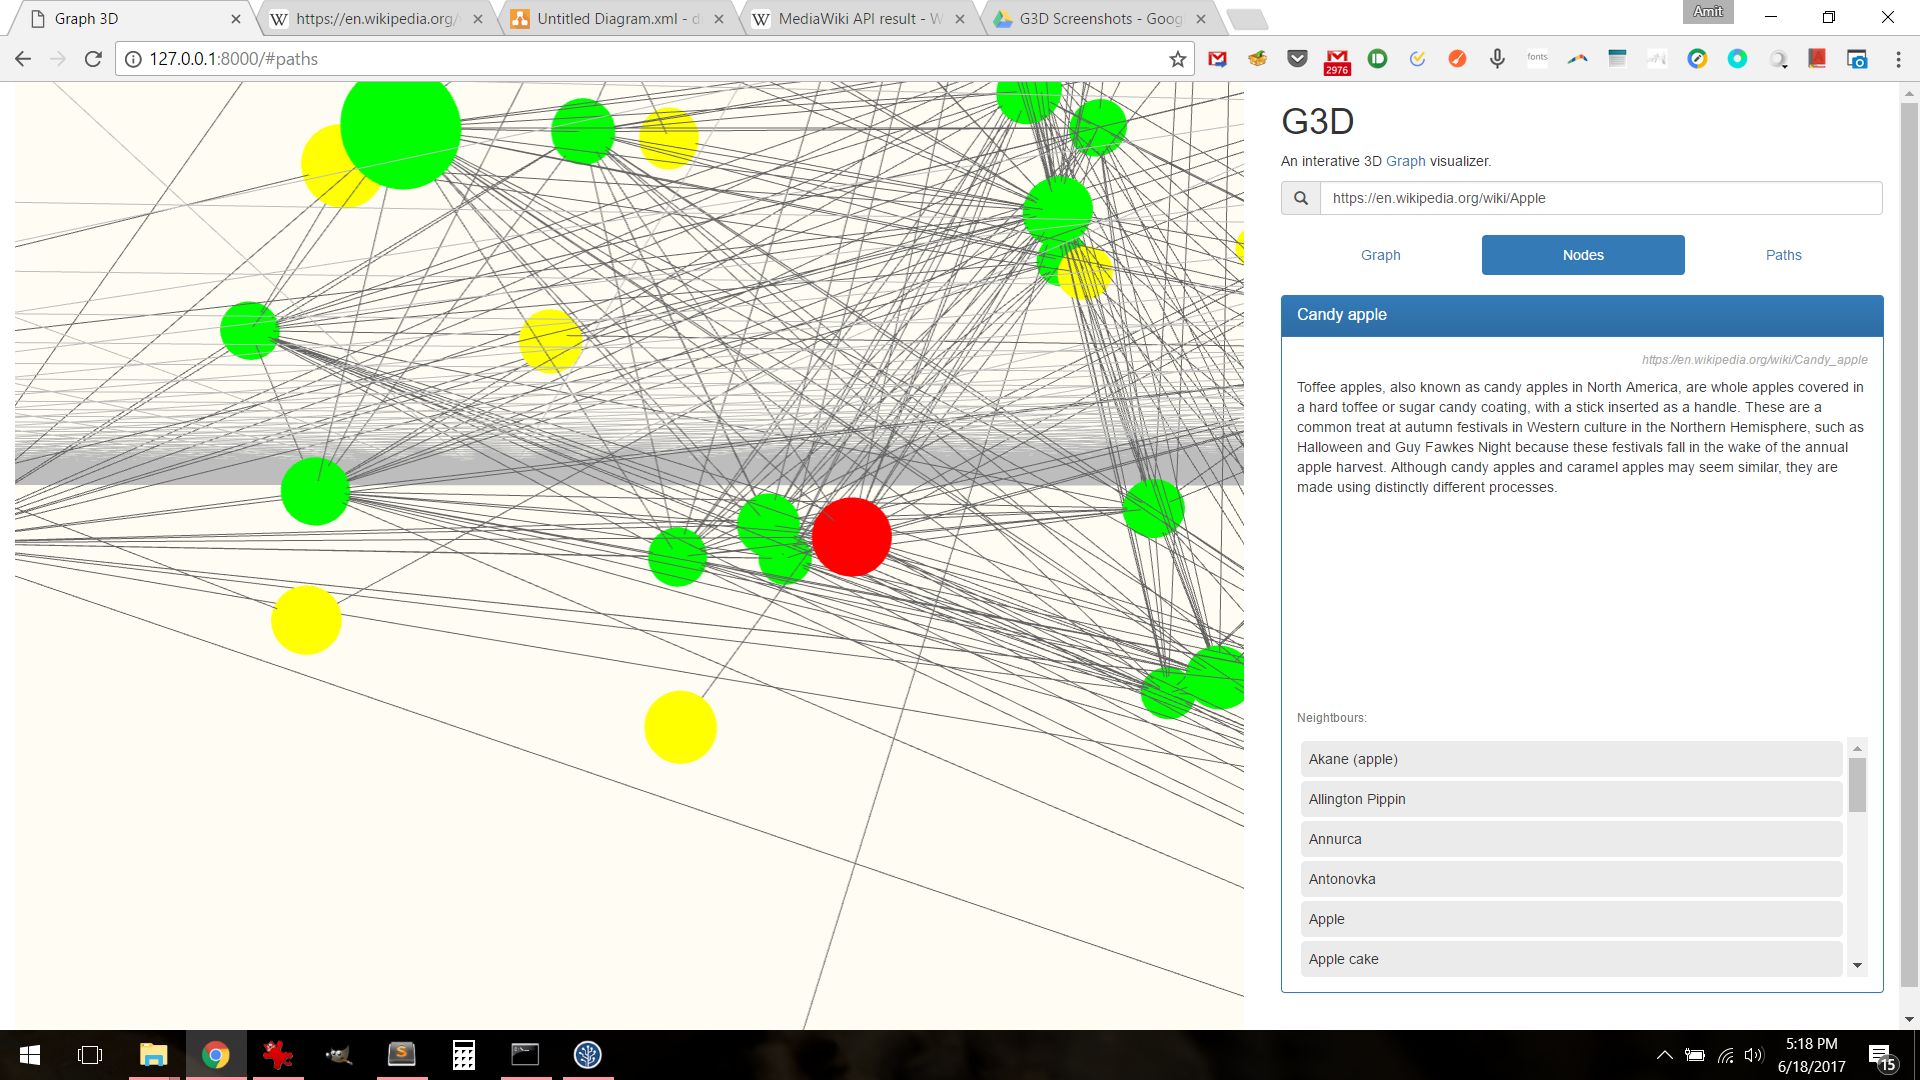 Graph 3D
https://en.wikipedia.org/
Untitled Diagram.xml - d
MediaWiki API result - W
G3D Screenshots - Goog
Amit
127.0.0.1:8000/#paths
2976
fonts
G3D
An interative 3D Graph visualizer.
https://en.wikipedia.org/wiki/Apple
Graph
Nodes
Paths
Candy apple
https://en.wikipedia.org/wiki/Candy_apple
Toffee apples, also known as candy apples in North America, are whole apples covered in
a hard toffee or sugar candy coating, with a stick inserted as a handle. These are a
common treat at autumn festivals in Western culture in the Northern Hemisphere, such as
Halloween and Guy Fawkes Night because these festivals fall in the wake of the annual
apple harvest. Although candy apples and caramel apples may seem similar, they are
made using distinctly different processes.
Neightbours:
Akane (apple)
Allington Pippin
Annurca
Antonovka
Apple
Apple cake
5:18 PM
6/18/2017
15